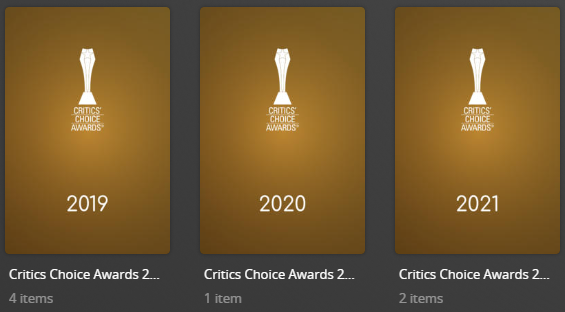 CRITICS'
CHOICE
AWARDS
2019
Critics Choice Awards 2...
4 items
CRITICS'
CHOICE
AWARDS
2020
Critics Choice Awards 2...
1 item
CRITICS'
CHOICE
AWARDS
2021
Critics Choice Awards 2...
2 items